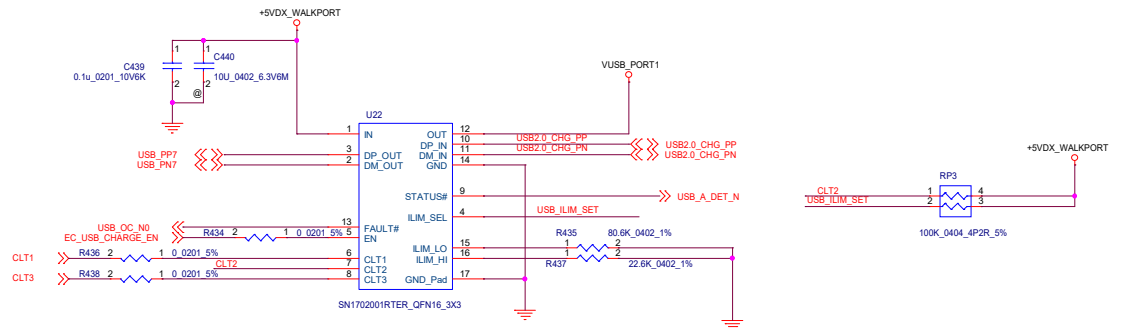 +5VDX_WALKPORT
1 1
C439 C440
0.1u_0201_10V6K 10U_0402_6.3V6M
2 2
@
VUSB_PORT1
U22
1 IN OUT 12
DP_IN 10 USB2.0_CHG_PP USB2.0_CHG_PP
USB_PP7 3 DP_OUT DM_IN 11 USB2.0_CHG_PN USB2.0_CHG_PN
USB_PN7 2 DM_OUT GND 14
STATUS# 9 USB_A_DET_N
ILIM_SEL 4 USB_ILIM_SET
USB_OC_N0 13 FAULT#
EC_USB_CHARGE_EN R434 2 1 0_0201_5% 5 EN
ILIM_LO 15 R435 1 2 80.6K_0402_1%
CLT1 R436 2 1 0_0201_5% 6 CLT1 ILIM_HI 16 R437 1 2 22.6K_0402_1%
CLT2 7 CLT2
CLT3 R438 2 1 0_0201_5% 8 CLT3 GND_Pad 17
SN1702001RTER_QFN16_3X3
+5VDX_WALKPORT
RP3
CLT2 1 4
USB_ILIM_SET 2 3
100K_0404_4P2R_5%